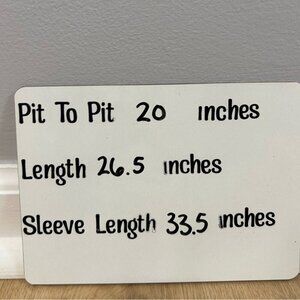 Pit To Pit 20 inches
Length 26.5 inches
Sleeve Length 33.5 inches